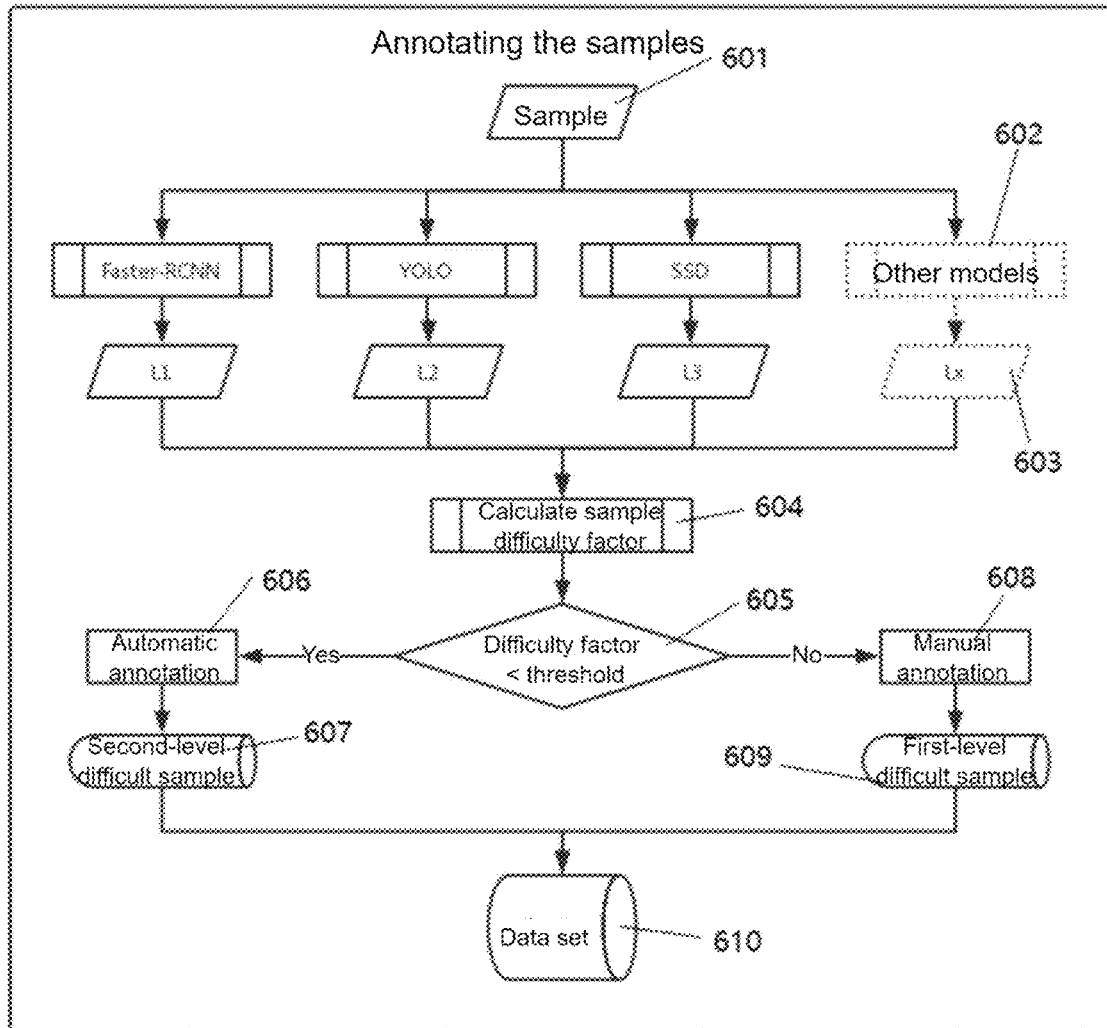 Annotating the samples
601
Sample
602
Faster-RCNN
YOLO
SSD
Other models
L1
L2
L3
Lx
603
Calculate sample
difficulty factor
604
606
605
608
Automatic
annotation
Yes
Difficulty factor
< threshold
No
Manual
annotation
Second-level
difficult sample
607
609
First-level
difficult sample
Data set
610